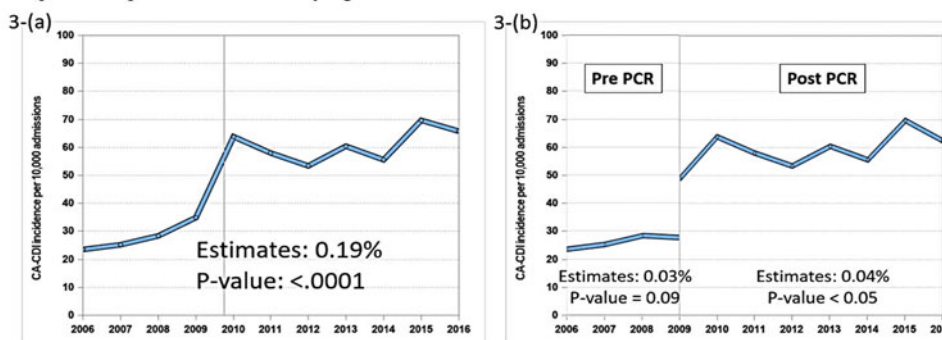 3-(a)
CA-CDI incidence per 10,000 admissions
100
90
80
70
60
50
40
30
20
10
0
Estimates: 0.19%
P-value: <.0001
2006 2007 2008 2009 2010 2011 2012 2013 2014 2015 2016
3-(b)
CA-CDI incidence per 10,000 admissions
100
90
80
70
60
50
40
30
20
10
0
Pre PCR
Post PCR
Estimates: 0.03%
P-value = 0.09
Estimates: 0.04%
P-value < 0.05
2006 2007 2008 2009 2010 2011 2012 2013 2014 2015 201